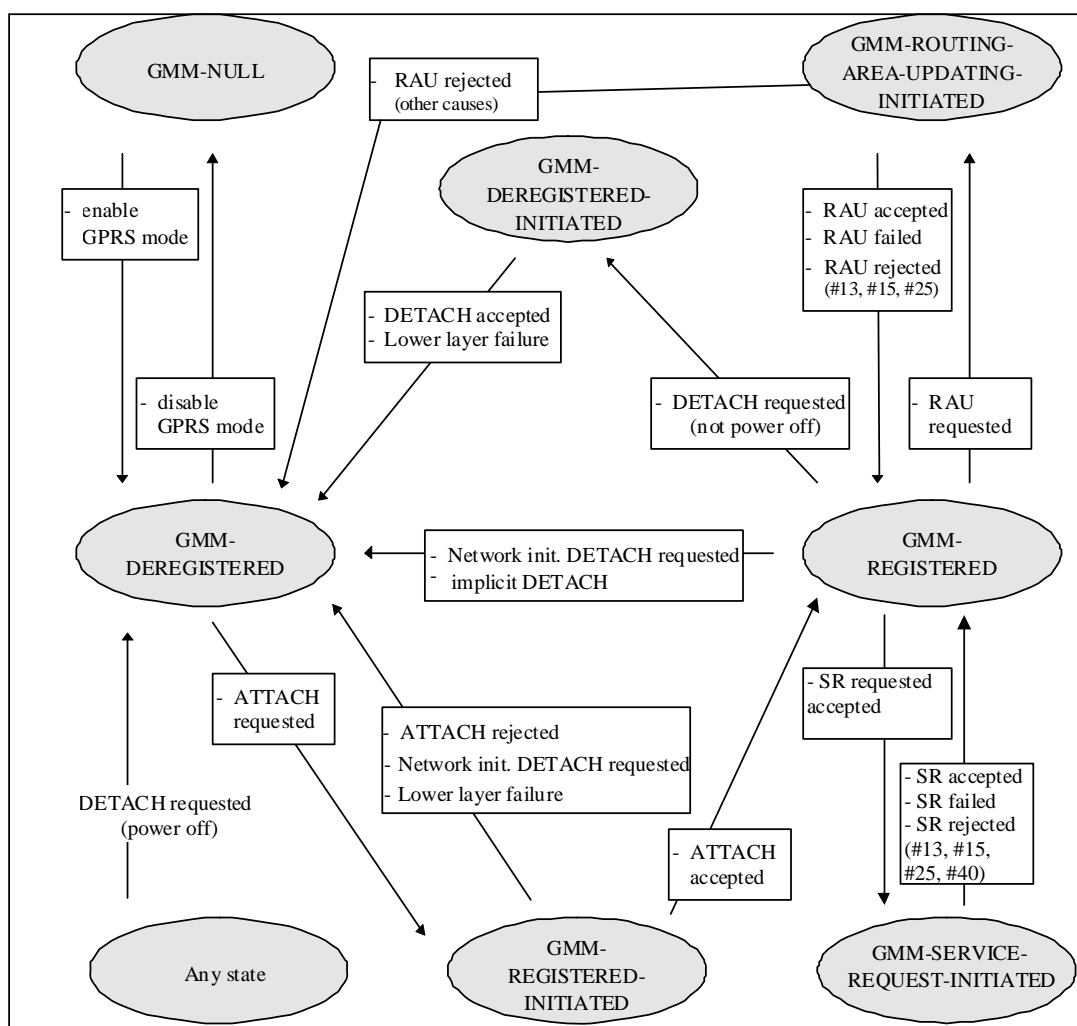 GMM-NULL
GMM-ROUTING-
AREA-UPDATING-
INITIATED
- RAU rejected
(other causes)
GMM-
DEREGISTERED-
INITIATED
- enable
GPRS mode
- RAU accepted
- RAU failed
- RAU rejected
(#13, #15, #25)
- DETACH accepted
- Lower layer failure
- disable
GPRS mode
- DETACH requested
(not power off)
- RAU
requested
GMM-
DEREGISTERED
- Network init. DETACH requested
- implicit DETACH
GMM-
REGISTERED
- ATTACH
requested
- ATTACH rejected
- Network init. DETACH requested
- Lower layer failure
- SR requested
accepted
DETACH requested
(power off)
- ATTACH
accepted
- SR accepted
- SR failed
- SR rejected
(#13, #15,
#25, #40)
Any state
GMM-
REGISTERED-
INITIATED
GMM-SERVICE-
REQUEST-INITIATED